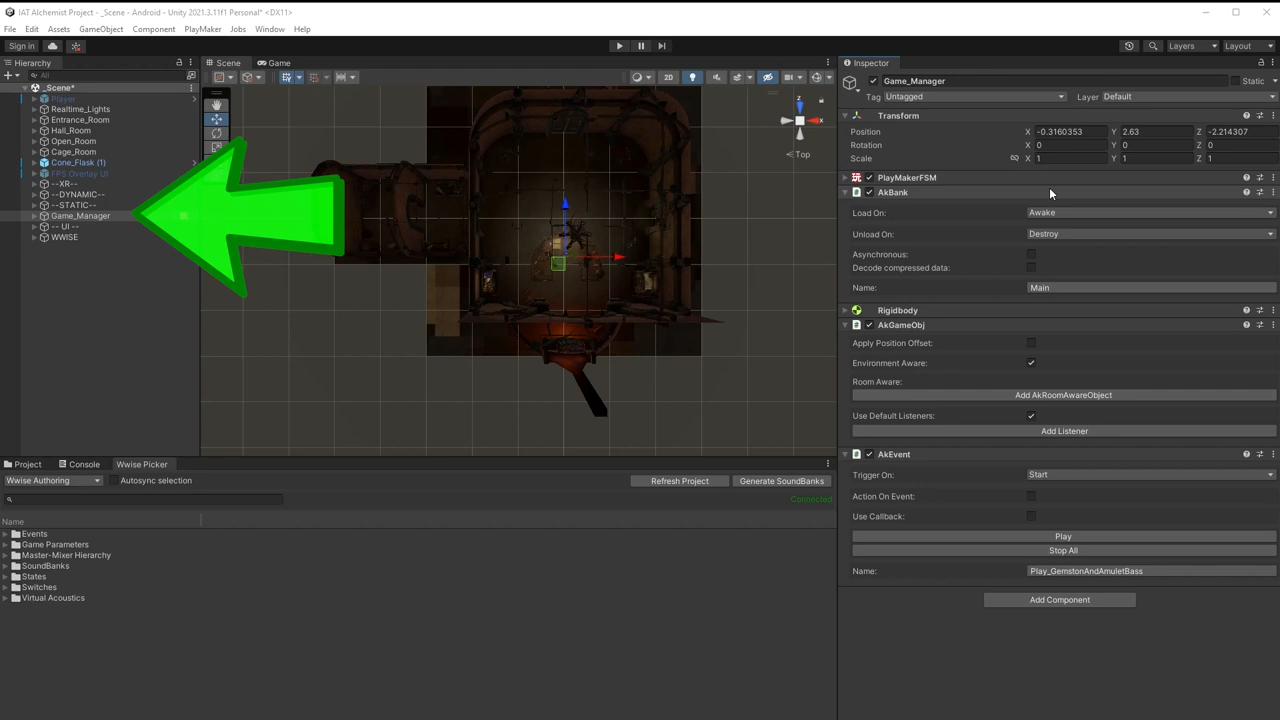 IAT Alchemist Project - _Scene - Android - Unity 2021.3.11f1 Personal* <DX11>
File Edit Assets GameObject Component PlayMaker Jobs Window Help
Sign in
Layers Layout
Hierarchy
All
_Scene*
Player
Realtime_Lights
Entrance_Room
Hall_Room
Open_Room
Cage_Room
Cone_Flask (1)
FPS Overlay UI
--XR--
--DYNAMIC--
--STATIC--
Game_Manager
-- UI --
WWISE
Scene Game
2D
z
x
Top
Inspector
Game_Manager Static
Tag Untagged Layer Default
Transform
Position X -0.3160353 Y 2.63 Z -2.214307
Rotation X 0 Y 0 Z 0
Scale X 1 Y 1 Z 1
PlayMakerFSM
AkBank
Load On: Awake
Unload On: Destroy
Asynchronous:
Decode compressed data:
Name: Main
Rigidbody
AkGameObj
Apply Position Offset:
Environment Aware:
Room Aware:
Add AkRoomAwareObject
Use Default Listeners:
Add Listener
AkEvent
Trigger On: Start
Action On Event:
Use Callback:
Play
Stop All
Name: Play_GemstonAndAmuletBass
Add Component
Project Console Wwise Picker
Wwise Authoring Autosync selection Refresh Project Generate SoundBanks
Connected
Name
Events
Game Parameters
Master-Mixer Hierarchy
SoundBanks
States
Switches
Virtual Acoustics